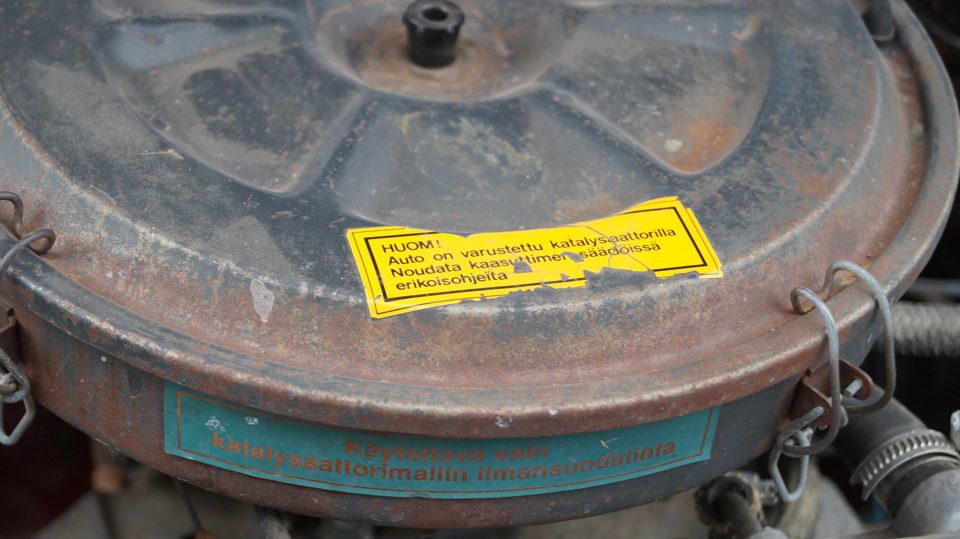 HUOM!
Auto on varustettu katalysaattorilla
Noudata kaasuttimen säädöissä
erikoisohjeita
Käytettävä vain
katalysaattorimallin ilmansuodatinta